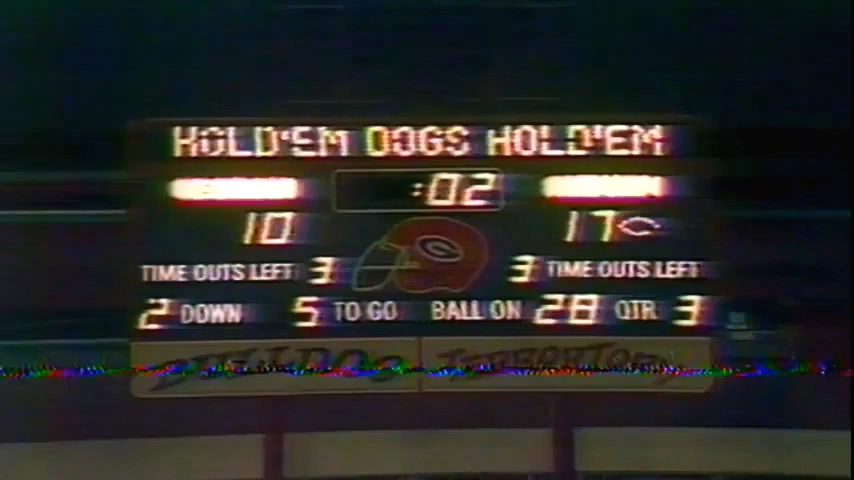 HOLD'EM DOGS HOLD'EM
:02
10 17
TIME OUTS LEFT 3 3 TIME OUTS LEFT
2 DOWN 5 TO GO BALL ON 28 QTR 3
BULLDOG